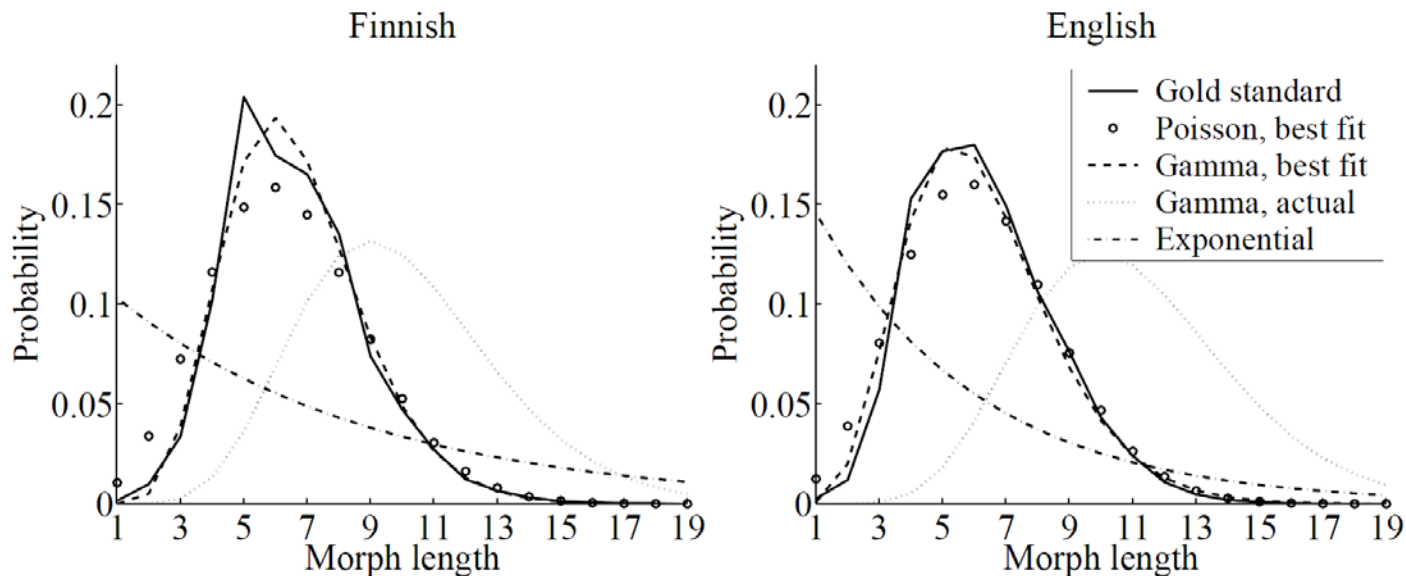 Finnish
0.2
0.15
0.1
0.05
0
Probability
1 3 5 7 9 11 13 15 17 19
Morph length
English
0.2
0.15
0.1
0.05
0
Probability
1 3 5 7 9 11 13 15 17 19
Morph length
Gold standard
Poisson, best fit
Gamma, best fit
Gamma, actual
Exponential